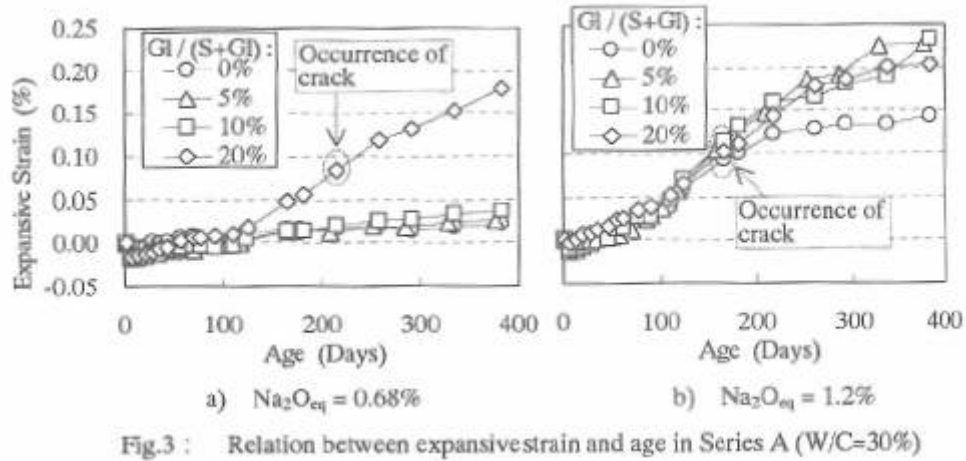 0.25
0.20
0.15
0.10
0.05
0.00
-0.05
Expansive Strain (%)
Gl / (S+Gl) :
0%
5%
10%
20%
Occurrence of
crack
0 100 200 300 400
Age (Days)
a) Na₂Oeq = 0.68%
Gl / (S+Gl) :
0%
5%
10%
20%
Occurrence of
crack
0 100 200 300 400
Age (Days)
b) Na₂Oeq = 1.2%
Fig.3 : Relation between expansivestrain and age in Series A (W/C=30%)